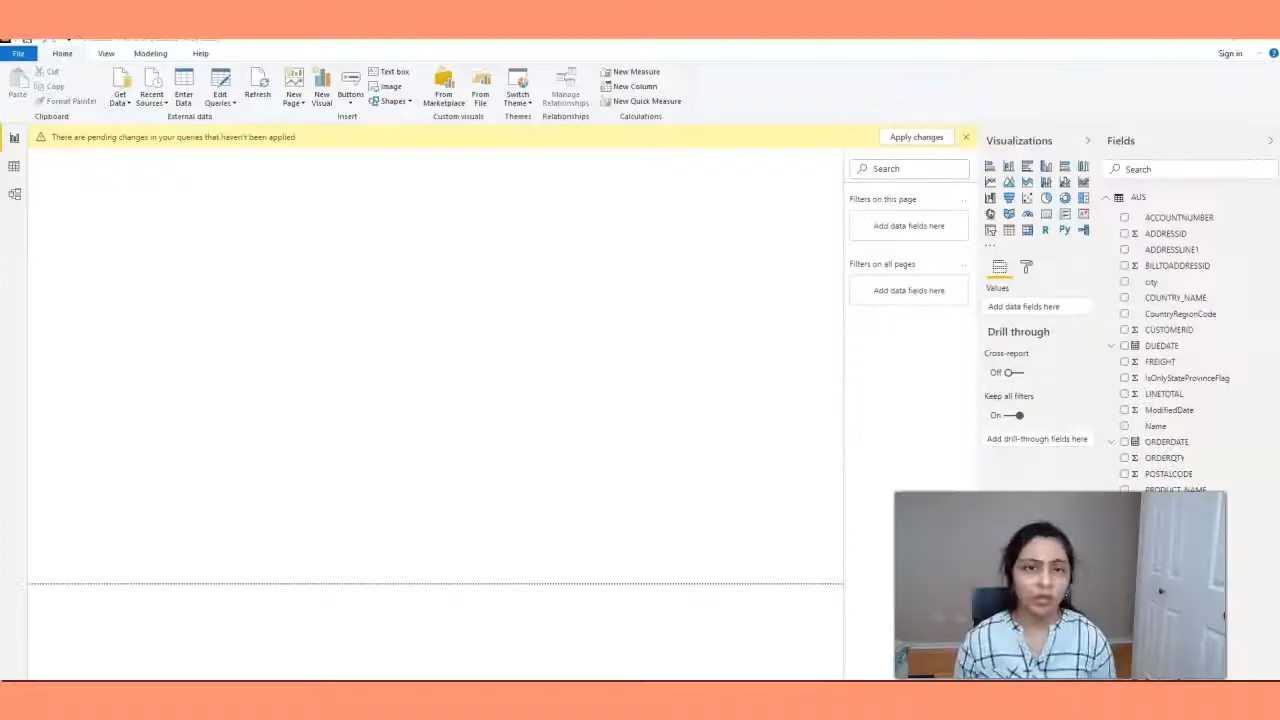 File Home View Modeling Help Sign in
Paste
Cut
Copy
Format Painter
Clipboard
Get Data
Recent Sources
Enter Data
Edit Queries
External data
Refresh
New Page
New Visual
Buttons
Text box
Image
Shapes
Insert
From Marketplace
From File
Custom visuals
Switch Theme
Themes
Manage Relationships
Relationships
New Measure
New Column
New Quick Measure
Calculations
There are pending changes in your queries that haven't been applied
Apply changes
Search
Filters on this page
Add data fields here
Filters on all pages
Add data fields here
Visualizations
R Py
Values
Add data fields here
Drill through
Cross-report
Off
Keep all filters
On
Add drill-through fields here
Fields
Search
AUS
ACCOUNTNUMBER
ADDRESSID
ADDRESSLINE1
BILLTOADDRESSID
city
COUNTRY_NAME
CountryRegionCode
CUSTOMERID
DUEDATE
FREIGHT
IsOnlyStateProvinceFlag
LINETOTAL
ModifiedDate
Name
ORDERDATE
ORDERQTY
POSTALCODE
PRODUCT_NAME